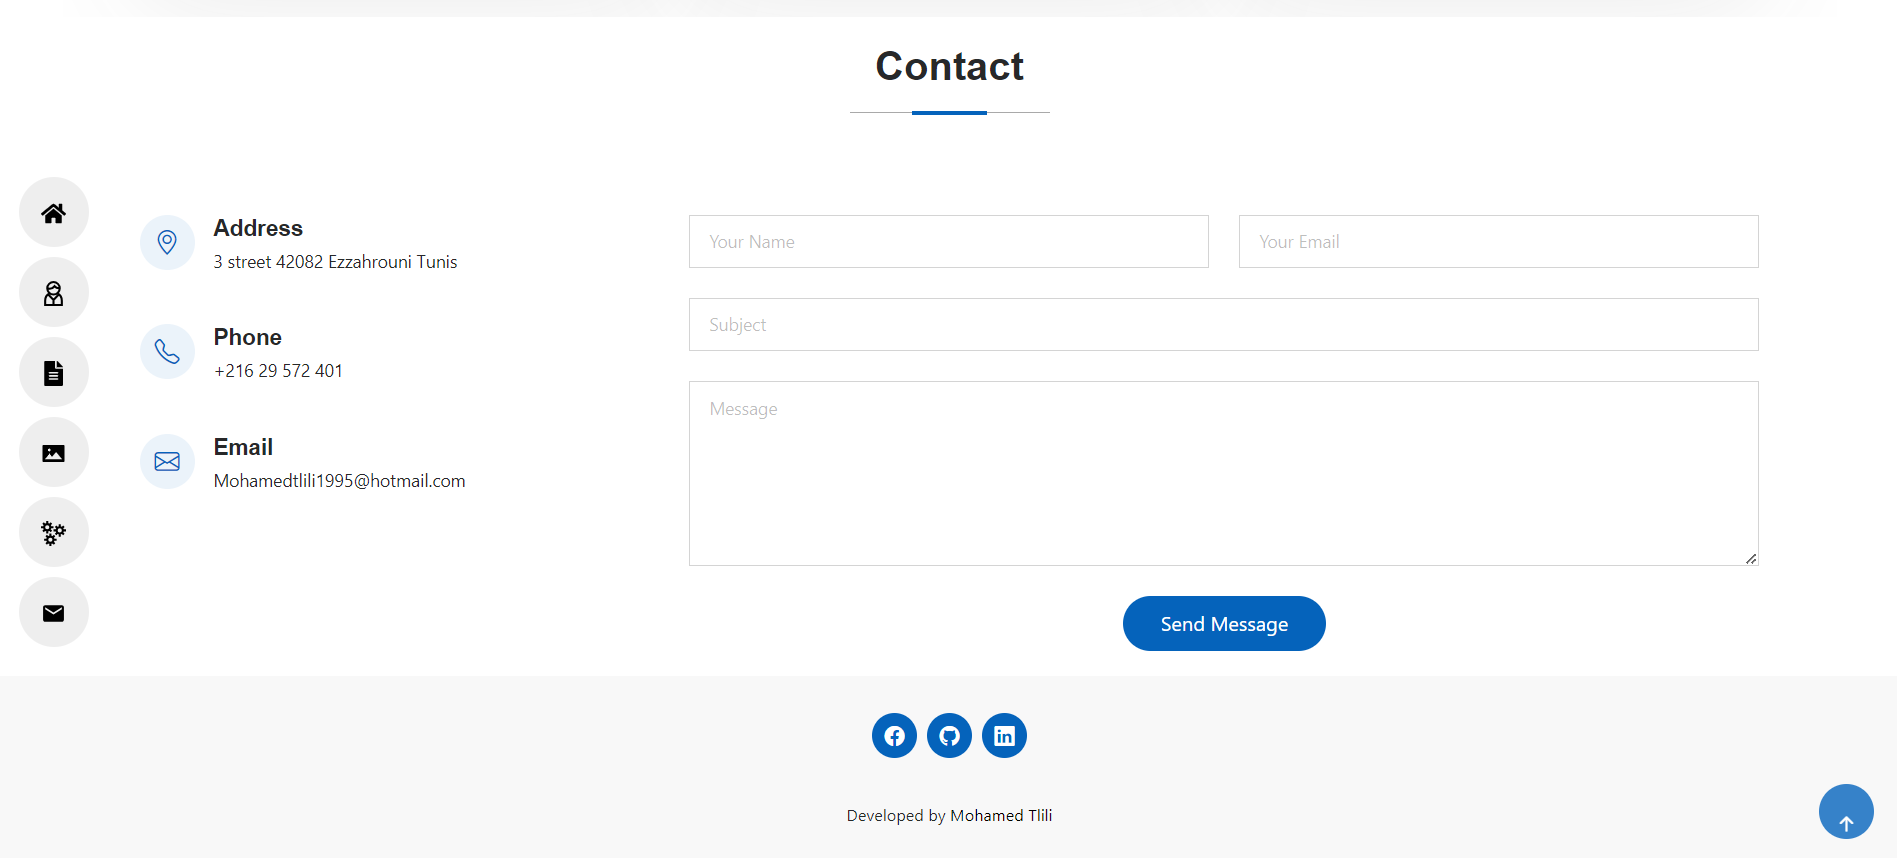 Contact
Address
3 street 42082 Ezzahrouni Tunis
Phone
+216 29 572 401
Email
Mohamedtlili1995@hotmail.com
Your Name
Your Email
Subject
Message
Send Message
Developed by Mohamed Tlili